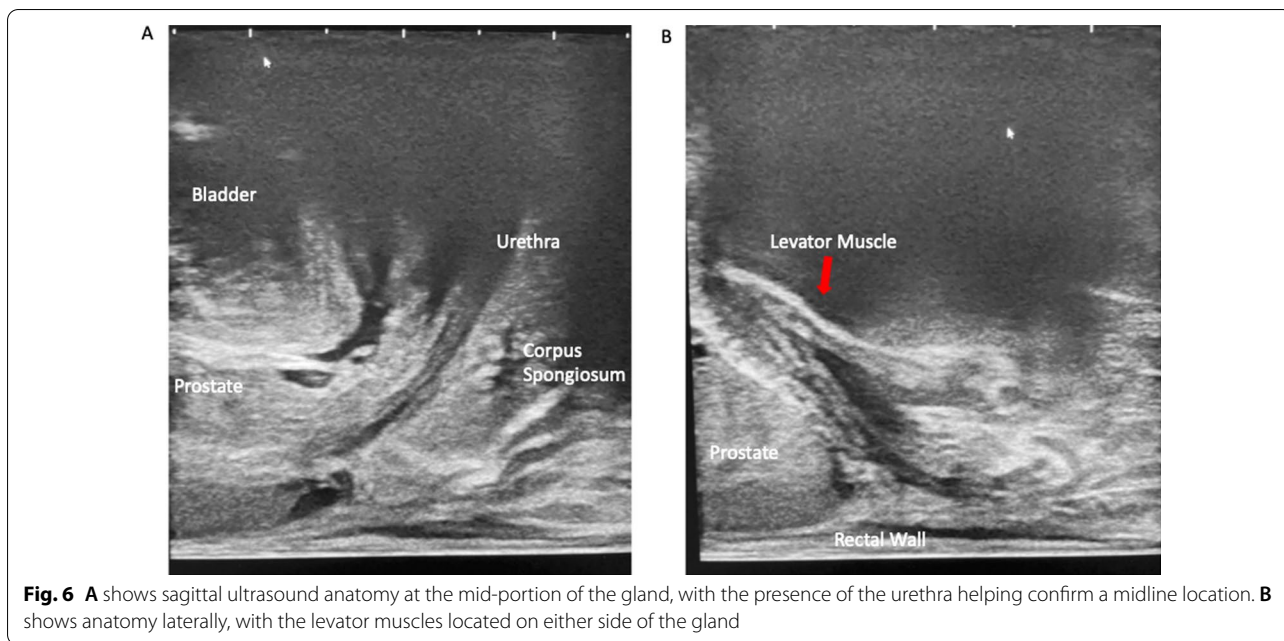 A
B
Bladder
Urethra
Corpus
Spongiosum
Prostate
Levator Muscle
Prostate
Rectal Wall
Fig. 6 A shows sagittal ultrasound anatomy at the mid-portion of the gland, with the presence of the urethra helping confirm a midline location. B
shows anatomy laterally, with the levator muscles located on either side of the gland